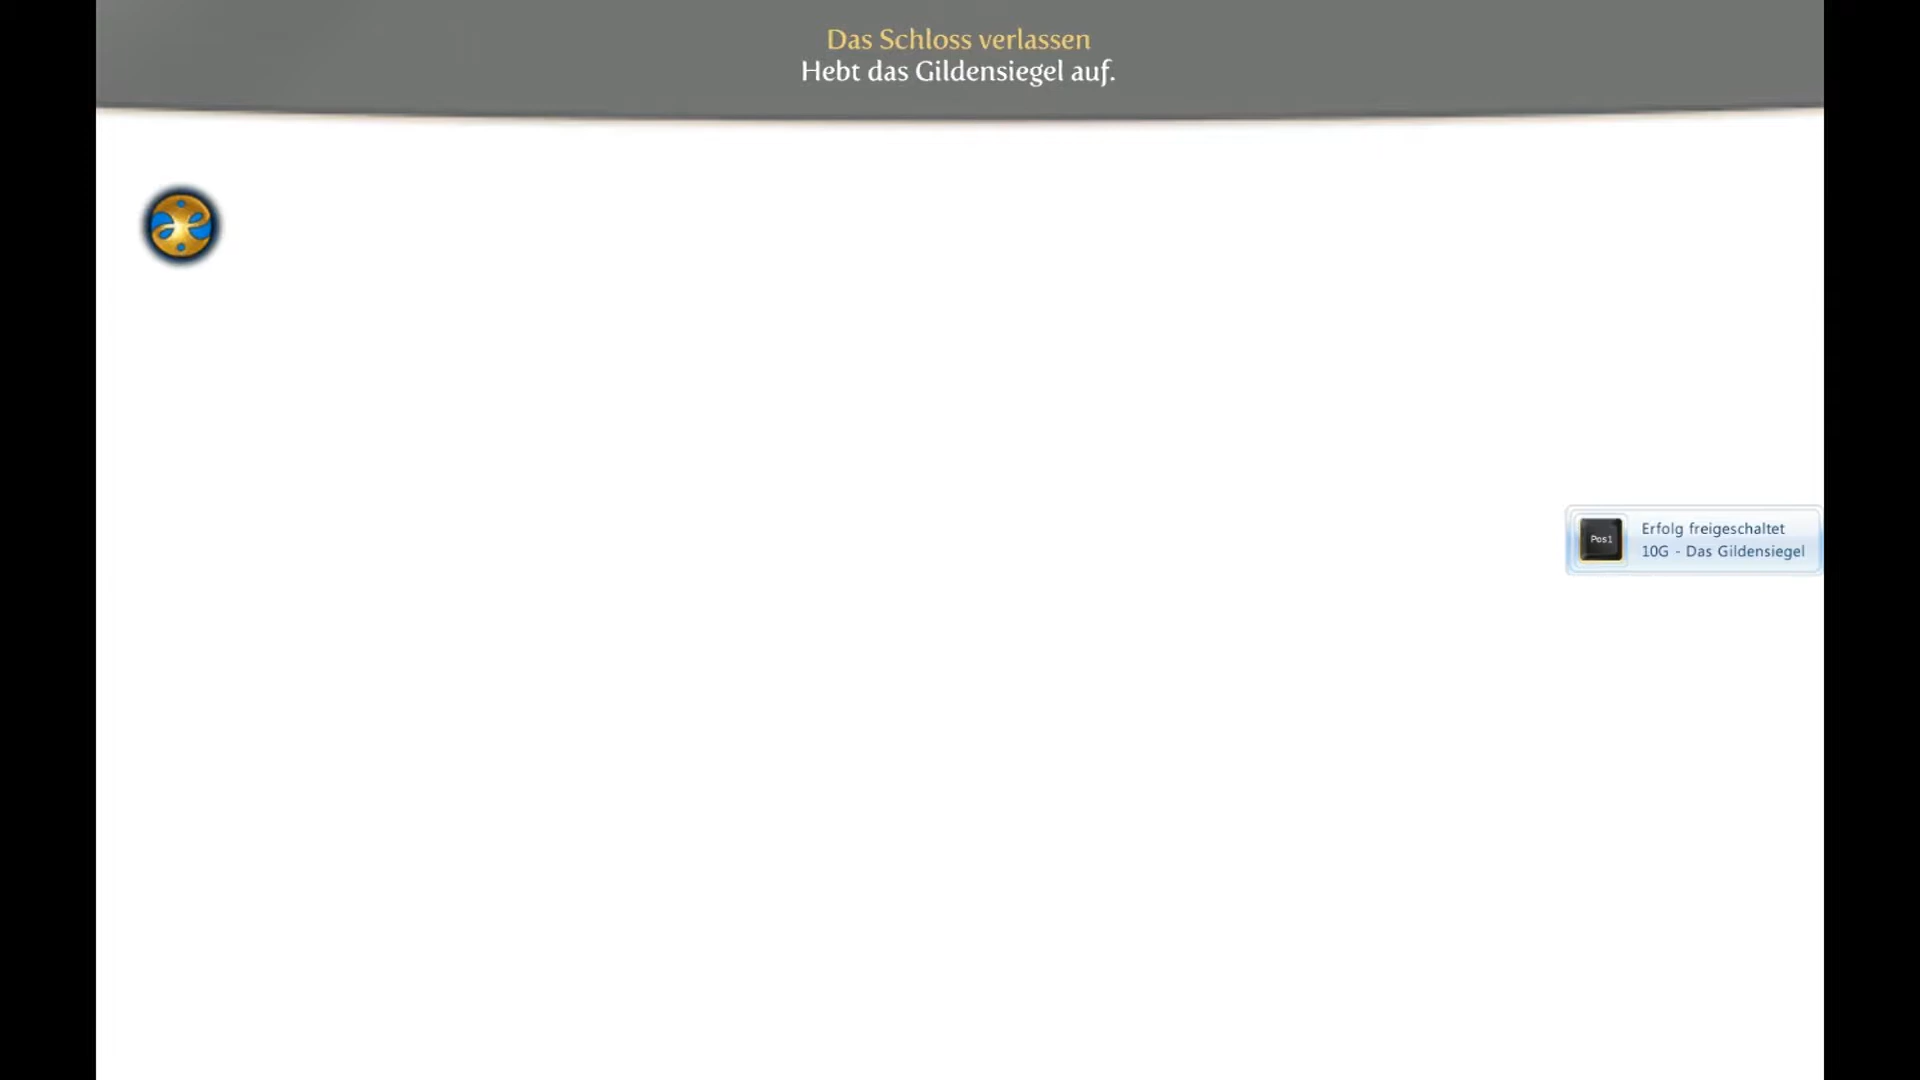 Das Schloss verlassen
Hebt das Gildensiegel auf.
Pos1
Erfolg freigeschaltet
10G - Das Gildensiegel